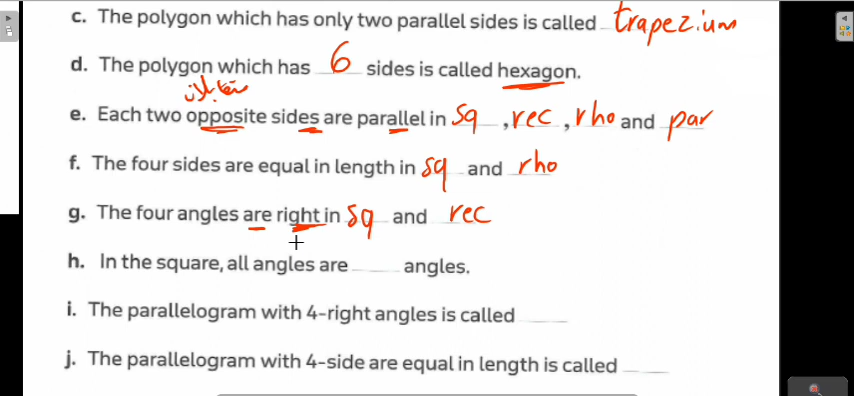 c. The polygon which has only two parallel sides is called trapezium
d. The polygon which has 6 sides is called hexagon.
متقابلان
e. Each two opposite sides are parallel in sq, rec, rho and par
f. The four sides are equal in length in sq and rho
g. The four angles are right in sq and rec
h. In the square, all angles are ____ angles.
i. The parallelogram with 4-right angles is called ____
j. The parallelogram with 4-side are equal in length is called ____